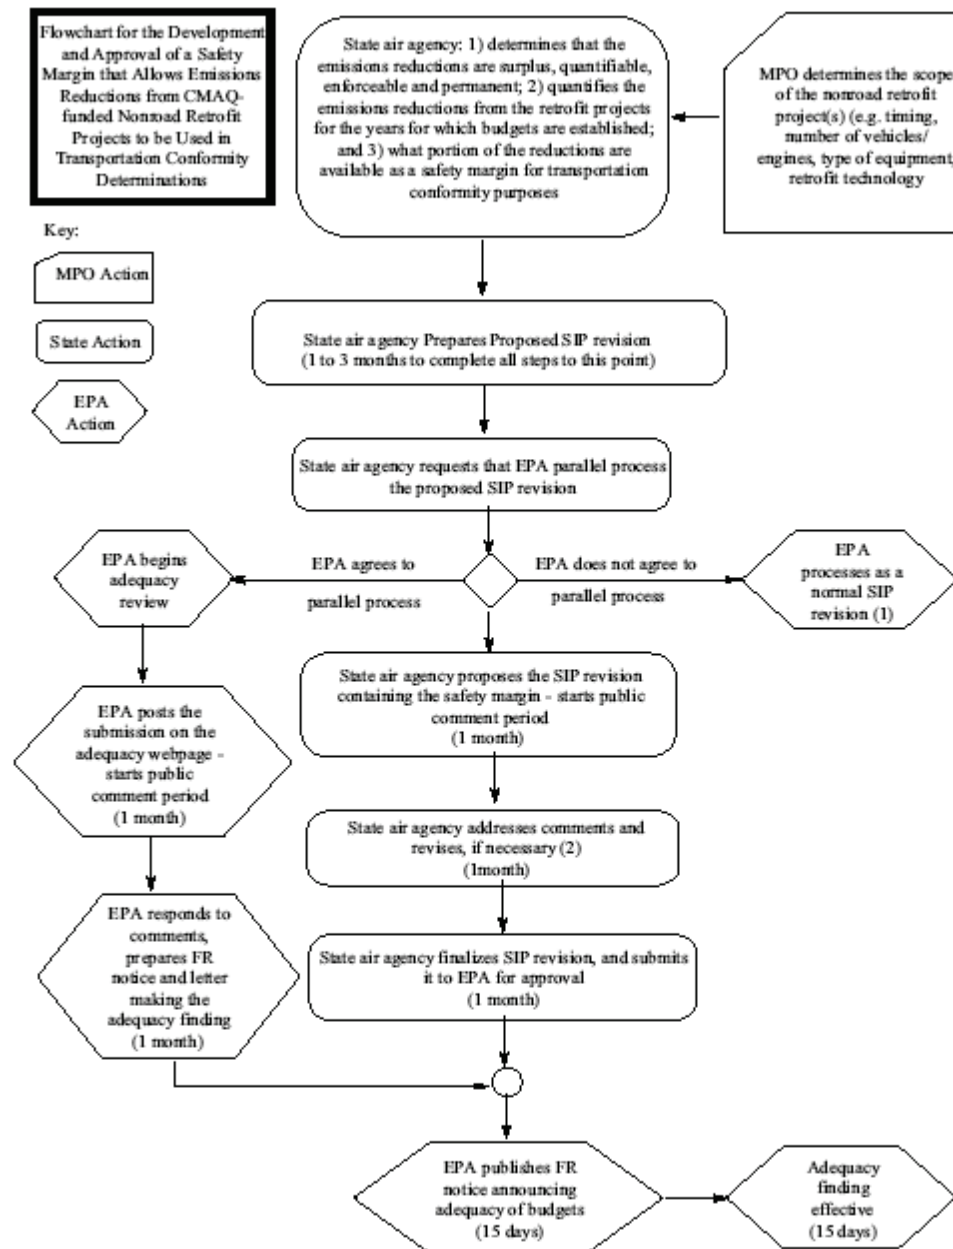 Flowchart for the Development
and Approval of a Safety
Margin that Allows Emissions
Reductions from CMAQ-
funded Nonroad Retrofit
Projects to be Used in
Transportation Conformity
Determinations
State air agency: 1) determines that the
emissions reductions are surplus, quantifiable,
enforceable and permanent; 2) quantifies the
emissions reductions from the retrofit projects
for the years for which budgets are established;
and 3) what portion of the reductions are
available as a safety margin for transportation
conformity purposes
MPO determines the scope
of the nonroad retrofit
project(s) (e.g. timing,
number of vehicles/
engines, type of equipment,
retrofit technology
Key:
MPO Action
State Action
EPA
Action
State air agency Prepares Proposed SIP revision
(1 to 3 months to complete all steps to this point)
State air agency requests that EPA parallel process
the proposed SIP revision
EPA begins
adequacy
review
EPA agrees to
parallel process
EPA does not agree to
parallel process
EPA
processes as a
normal SIP
revision (1)
State air agency proposes the SIP revision
containing the safety margin - starts public
comment period
(1 month)
EPA posts the
submission on the
adequacy webpage -
starts public
comment period
(1 month)
State air agency addresses comments and
revises, if necessary (2)
(1month)
EPA responds to
comments,
prepares FR
notice and letter
making the
adequacy finding
(1 month)
State air agency finalizes SIP revision, and submits
it to EPA for approval
(1 month)
EPA publishes FR
notice announcing
adequacy of budgets
(15 days)
Adequacy
finding
effective
(15 days)